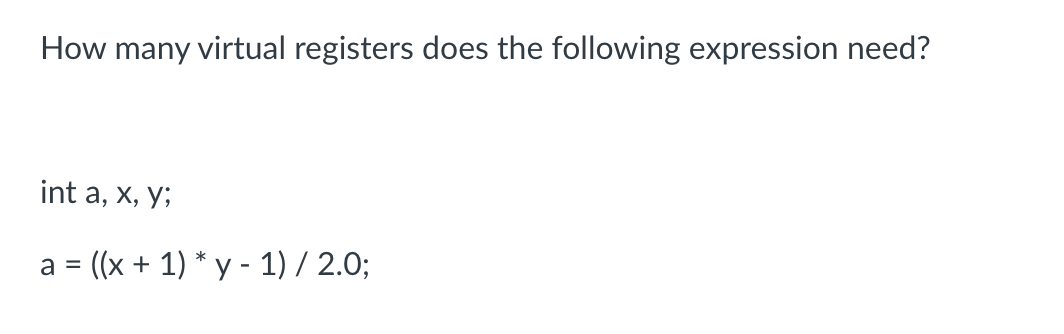 How many virtual registers does the following expression need?
int a, x, y;
a = ((x + 1) * y - 1) / 2.0;